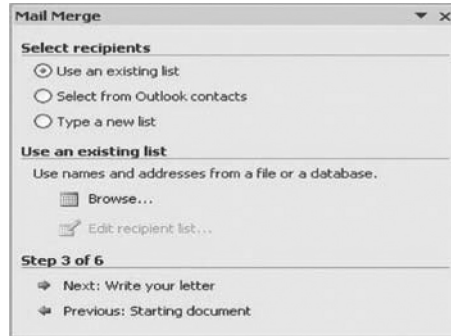 Mail Merge
Select recipients
Use an existing list
Select from Outlook contacts
Type a new list
Use an existing list
Use names and addresses from a file or a database.
Browse...
Edit recipient list...
Step 3 of 6
Next: Write your letter
Previous: Starting document